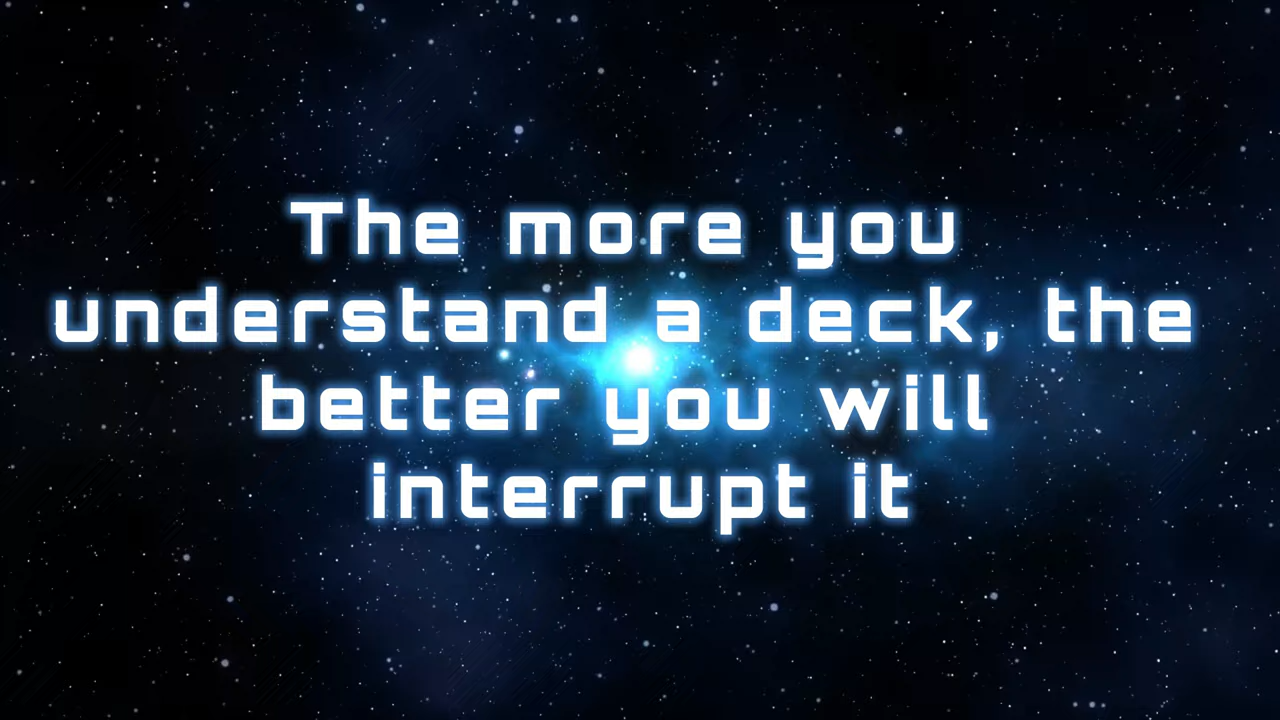 The more you
understand a deck, the
better you will
interrupt it